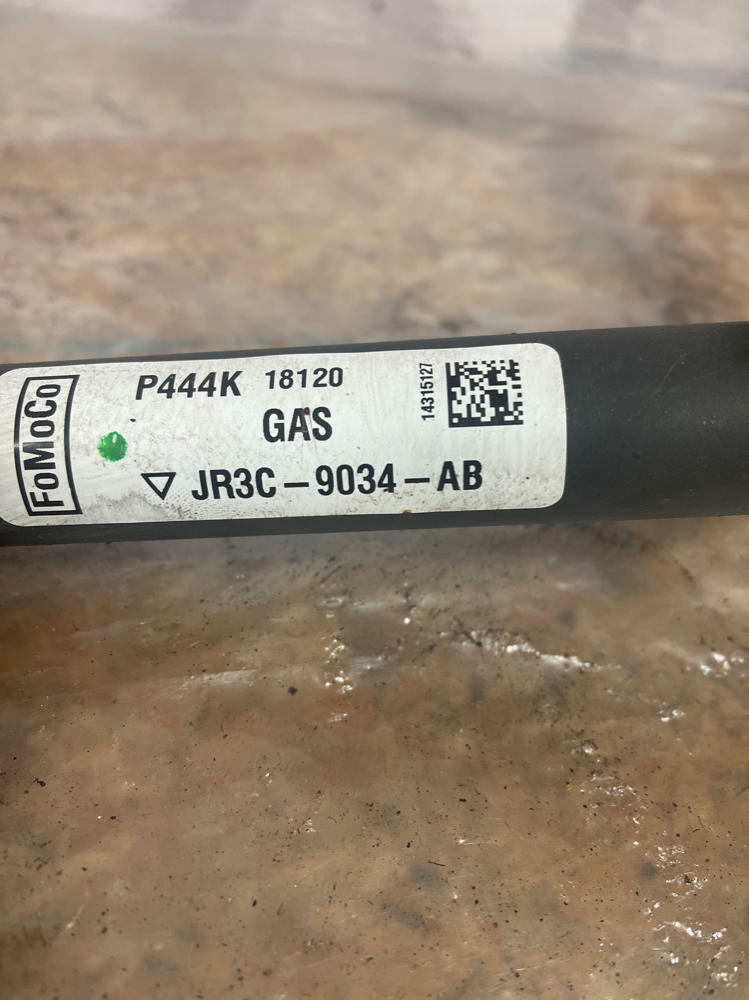 FoMoCo
P444K 18120
GAS
JR3C-9034-AB
14315127